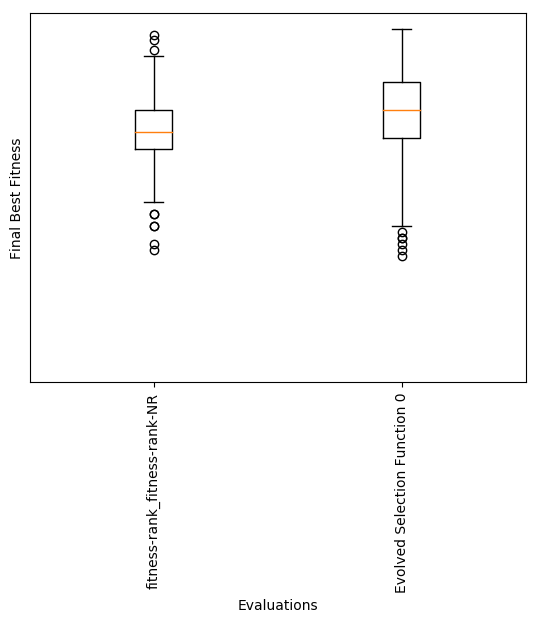 Final Best Fitness
fitness-rank_fitness-rank-NR
Evolved Selection Function 0
Evaluations